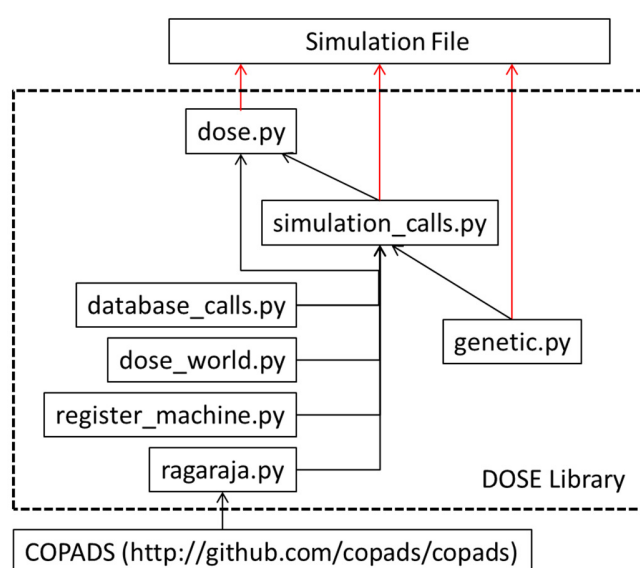 Simulation File
dose.py
simulation_calls.py
database_calls.py
genetic.py
dose_world.py
register_machine.py
ragaraja.py
DOSE Library
COPADS (http://github.com/copads/copads)